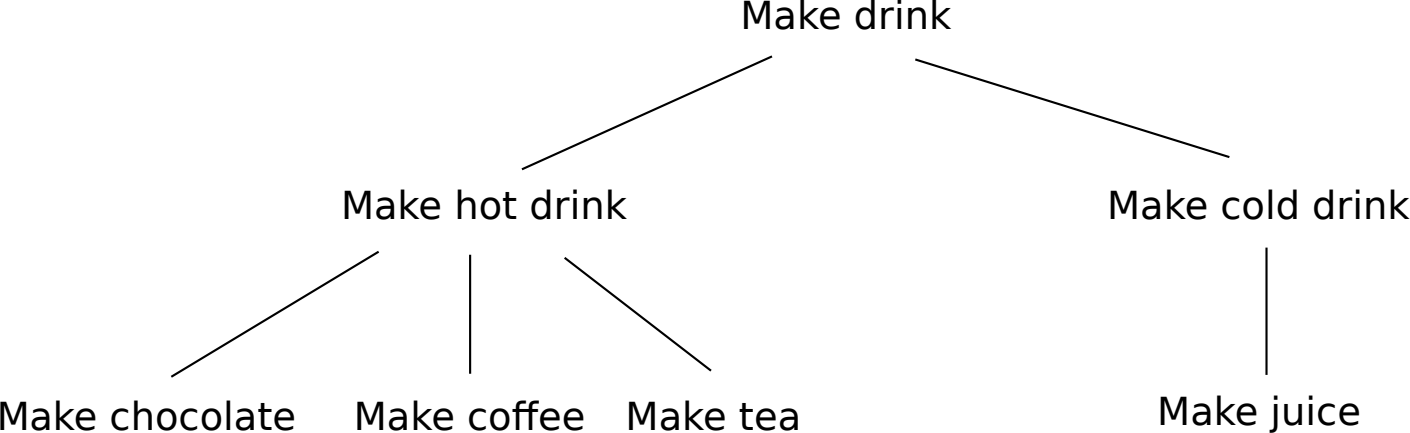 Make drink
Make hot drink
Make cold drink
Make chocolate
Make coffee
Make tea
Make juice